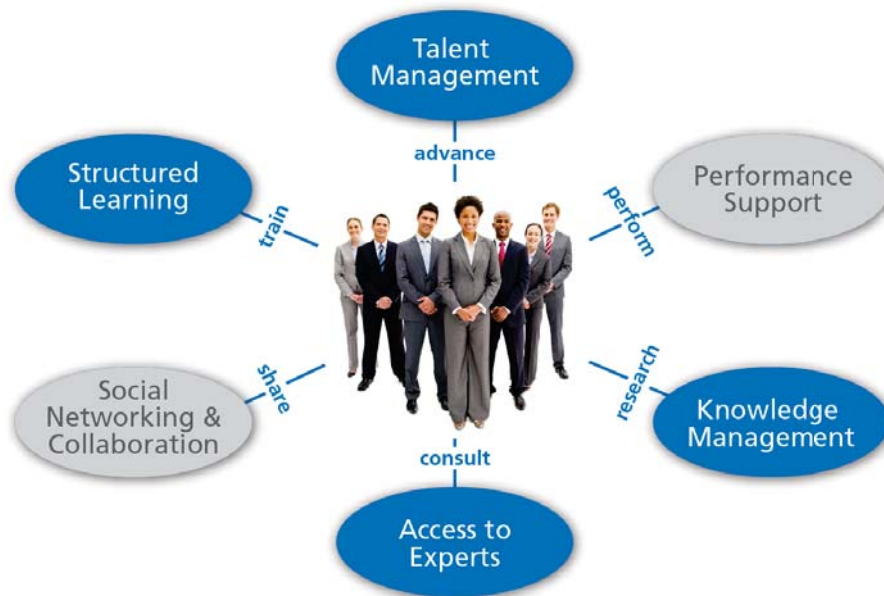 Talent
Management
advance
Structured
Learning
train
Performance
Support
perform
Social
Networking &
Collaboration
share
Knowledge
Management
research
consult
Access to
Experts